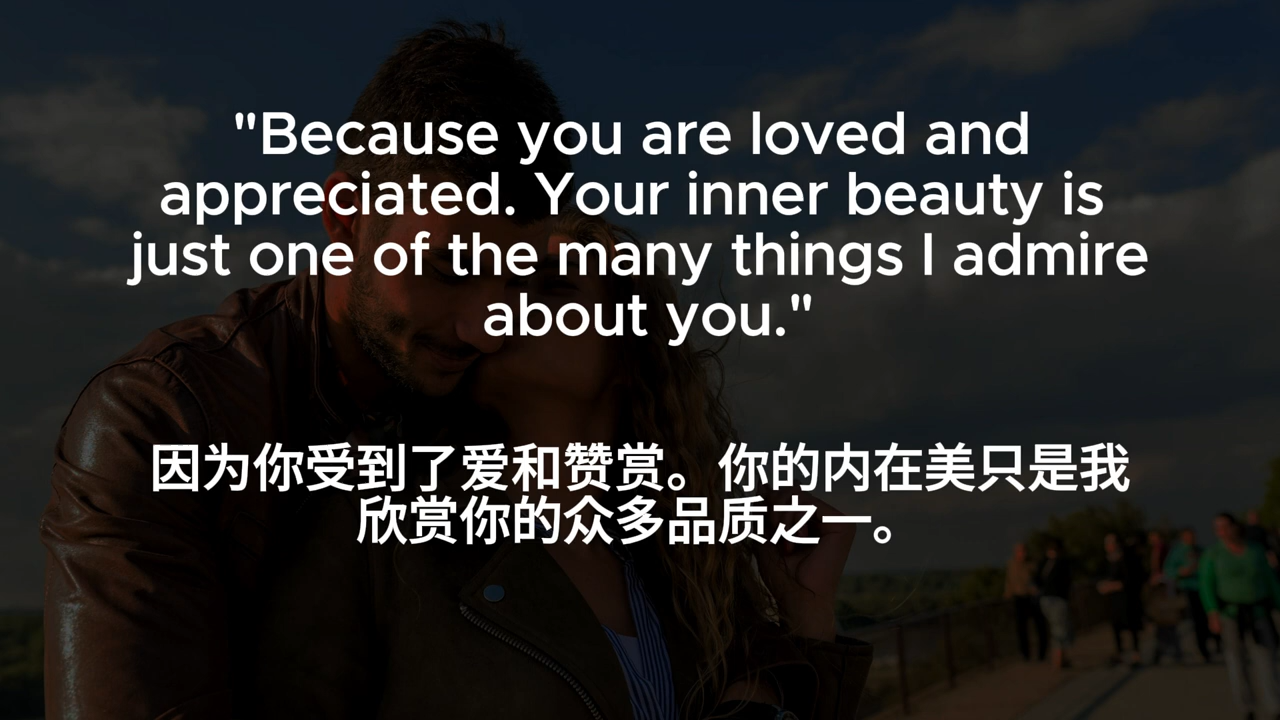 "Because you are loved and
appreciated. Your inner beauty is
just one of the many things I admire
about you."
因为你受到了爱和赞赏。你的内在美只是我
欣赏你的众多品质之一。